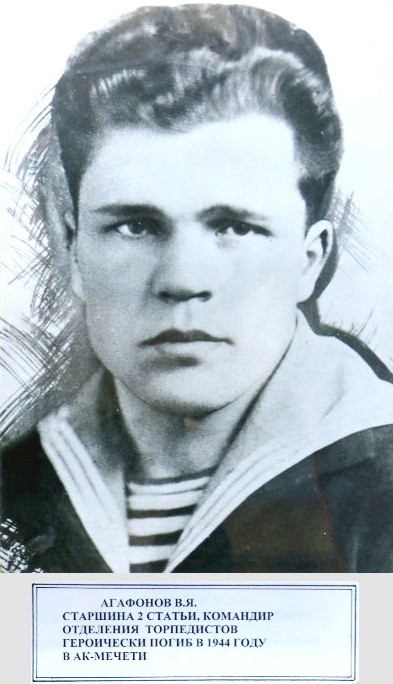 АГАФОНОВ В.Я.
СТАРШИНА 2 СТАТЬИ, КОМАНДИР
ОТДЕЛЕНИЯ ТОРПЕДИСТОВ
ГЕРОИЧЕСКИ ПОГИБ В 1944 ГОДУ
В АК-МЕЧЕТИ